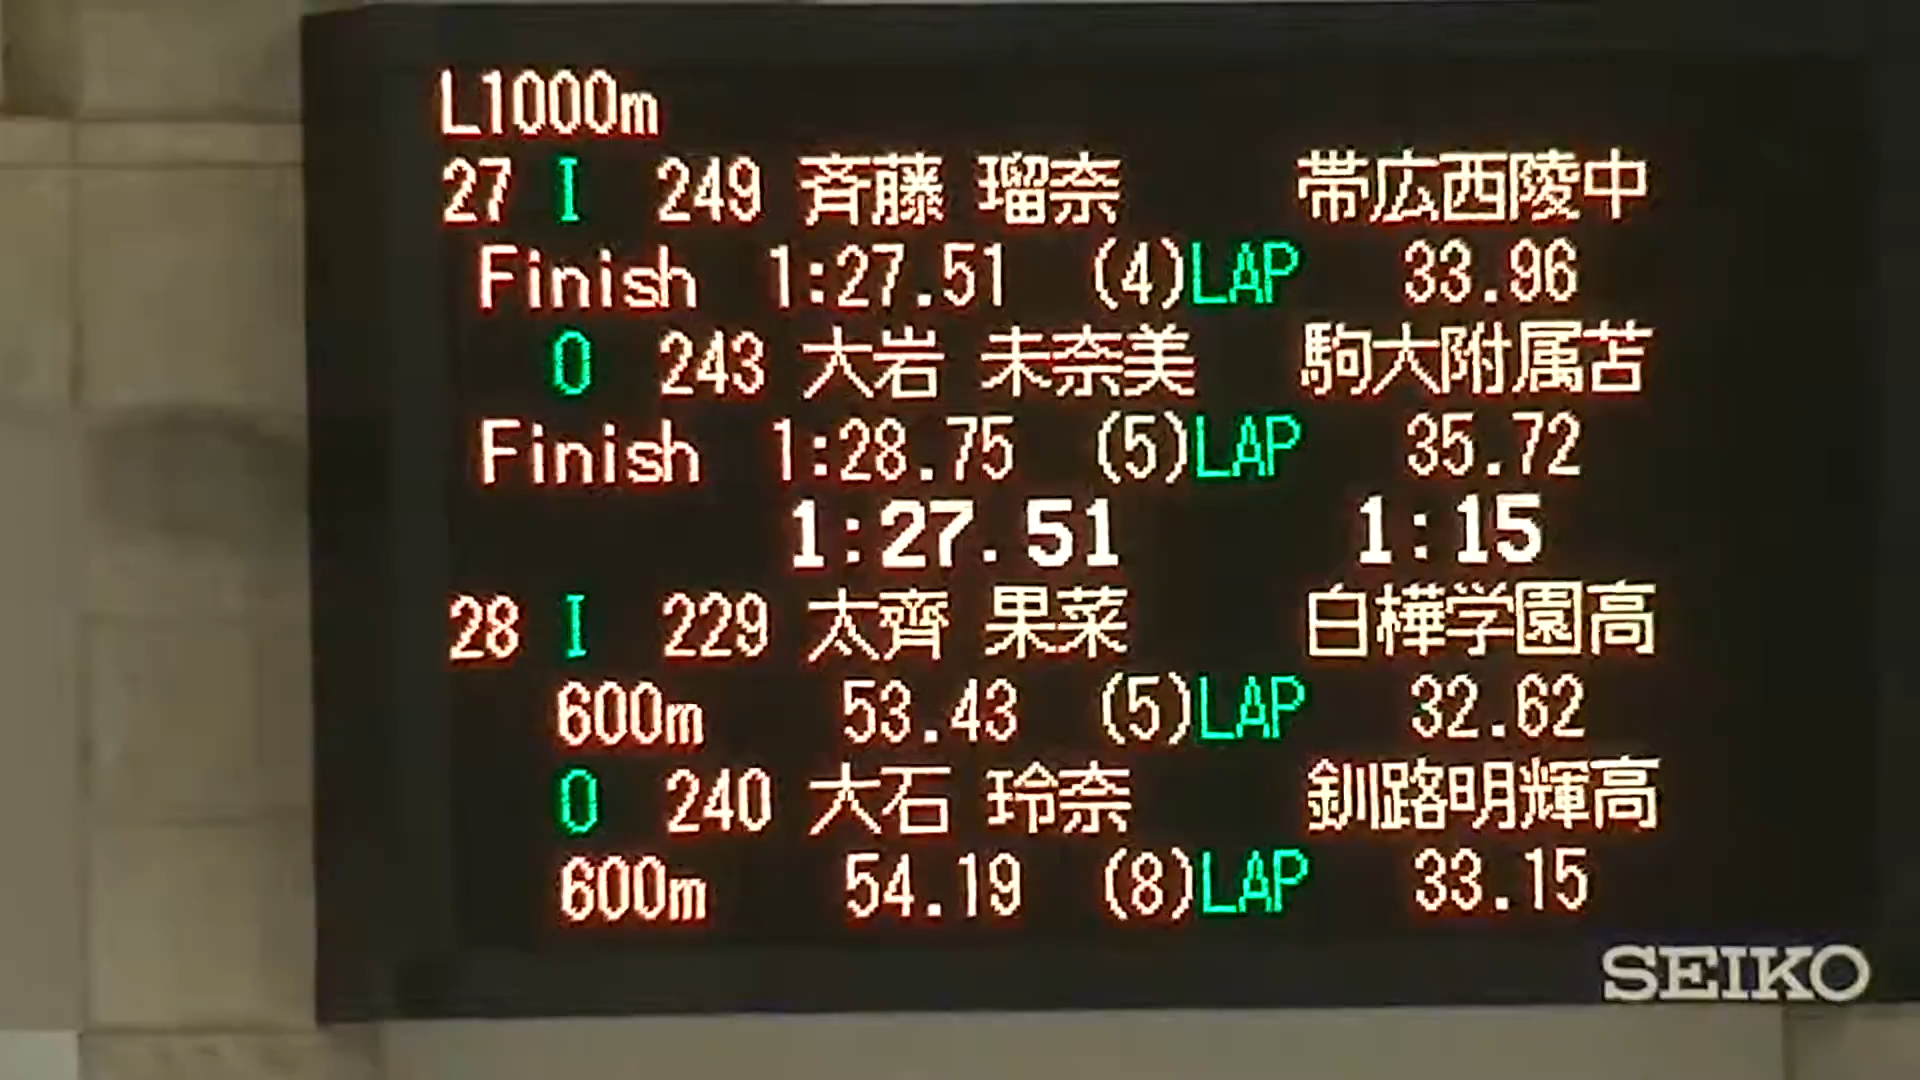 L1000m
27 I 249 斉藤 瑠奈 帯広西陵中
Finish 1:27.51 (4)LAP 33.96
O 243 大岩 未奈美 駒大附属苫
Finish 1:28.75 (5)LAP 35.72
1:27.51 1:15
28 I 229 太齊 果菜 白樺学園高
600m 53.43 (5)LAP 32.62
O 240 大石 玲奈 釧路明輝高
600m 54.19 (8)LAP 33.15
SEIKO